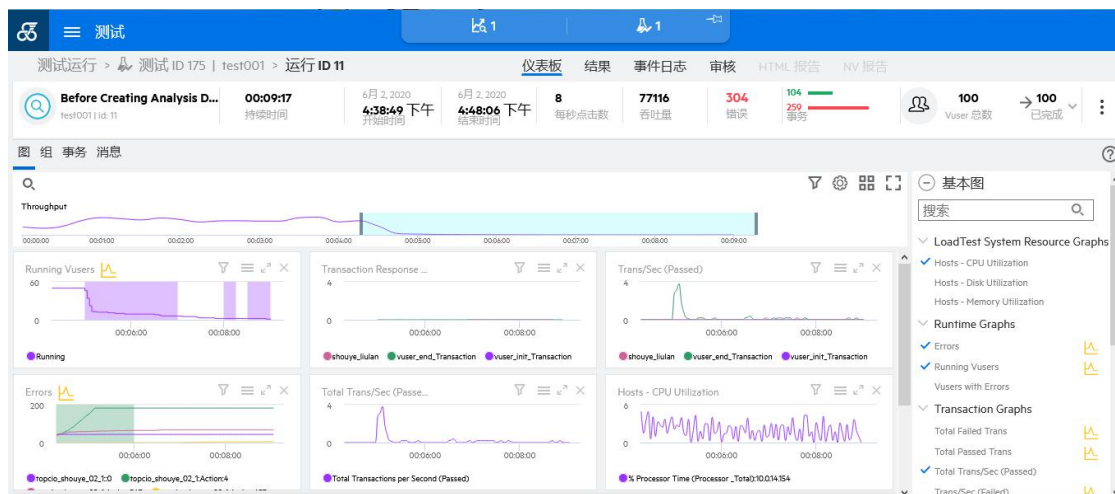 测试
1
1
测试运行 > 测试 ID 175 | test001 > 运行 ID 11
仪表板 结果 事件日志 审核 HTML 报告 NV 报告
Before Creating Analysis D...
test001 | id: 11
00:09:17
持续时间
6月 2, 2020
4:38:49 下午
开始时间
6月 2, 2020
4:48:06 下午
结束时间
8
每秒点击数
77116
吞吐量
304
错误
104
259
事务
100
Vuser 总数
100
已完成
图 组 事务 消息
Throughput
00:00:00 00:01:00 00:02:00 00:03:00 00:04:00 00:05:00 00:06:00 00:07:00 00:08:00 00:09:00
Running Vusers
60
0
00:06:00 00:08:00
Running
Transaction Response ...
4
0
00:06:00 00:08:00
shouye_liulan vuser_end_Transaction vuser_init_Transaction
Trans/Sec (Passed)
4
0
00:06:00 00:08:00
shouye_liulan vuser_end_Transaction vuser_init_Transaction
Errors
200
0
00:06:00 00:08:00
topcio_shouye_02_1:0 topcio_shouye_02_1:Action:4
Total Trans/Sec (Passe...
4
0
00:06:00 00:08:00
Total Transactions per Second (Passed)
Hosts - CPU Utilization
6
0
00:06:00 00:08:00
% Processor Time (Processor _Total):10.0.14.154
基本图
搜索
LoadTest System Resource Graphs
Hosts - CPU Utilization
Hosts - Disk Utilization
Hosts - Memory Utilization
Runtime Graphs
Errors
Running Vusers
Vusers with Errors
Transaction Graphs
Total Failed Trans
Total Passed Trans
Total Trans/Sec (Passed)
Trans/Sec (Failed)